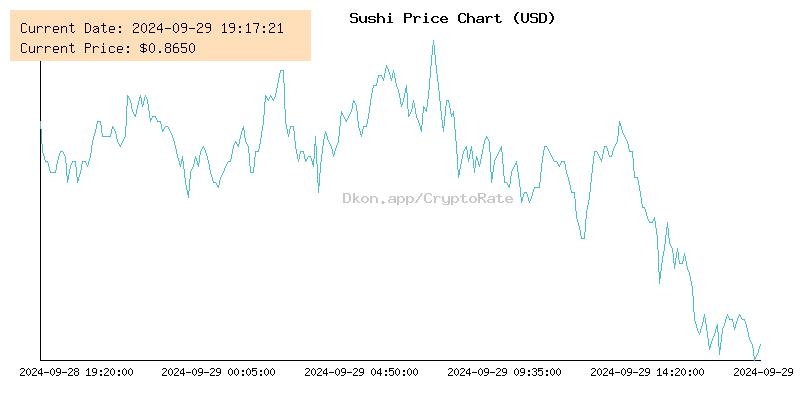 Sushi Price Chart (USD)
Current Date: 2024-09-29 19:17:21
Current Price: $0.8650
Dkon.app/CryptoRate
2024-09-28 19:20:00 2024-09-29 00:05:00 2024-09-29 04:50:00 2024-09-29 09:35:00 2024-09-29 14:20:00 2024-09-29